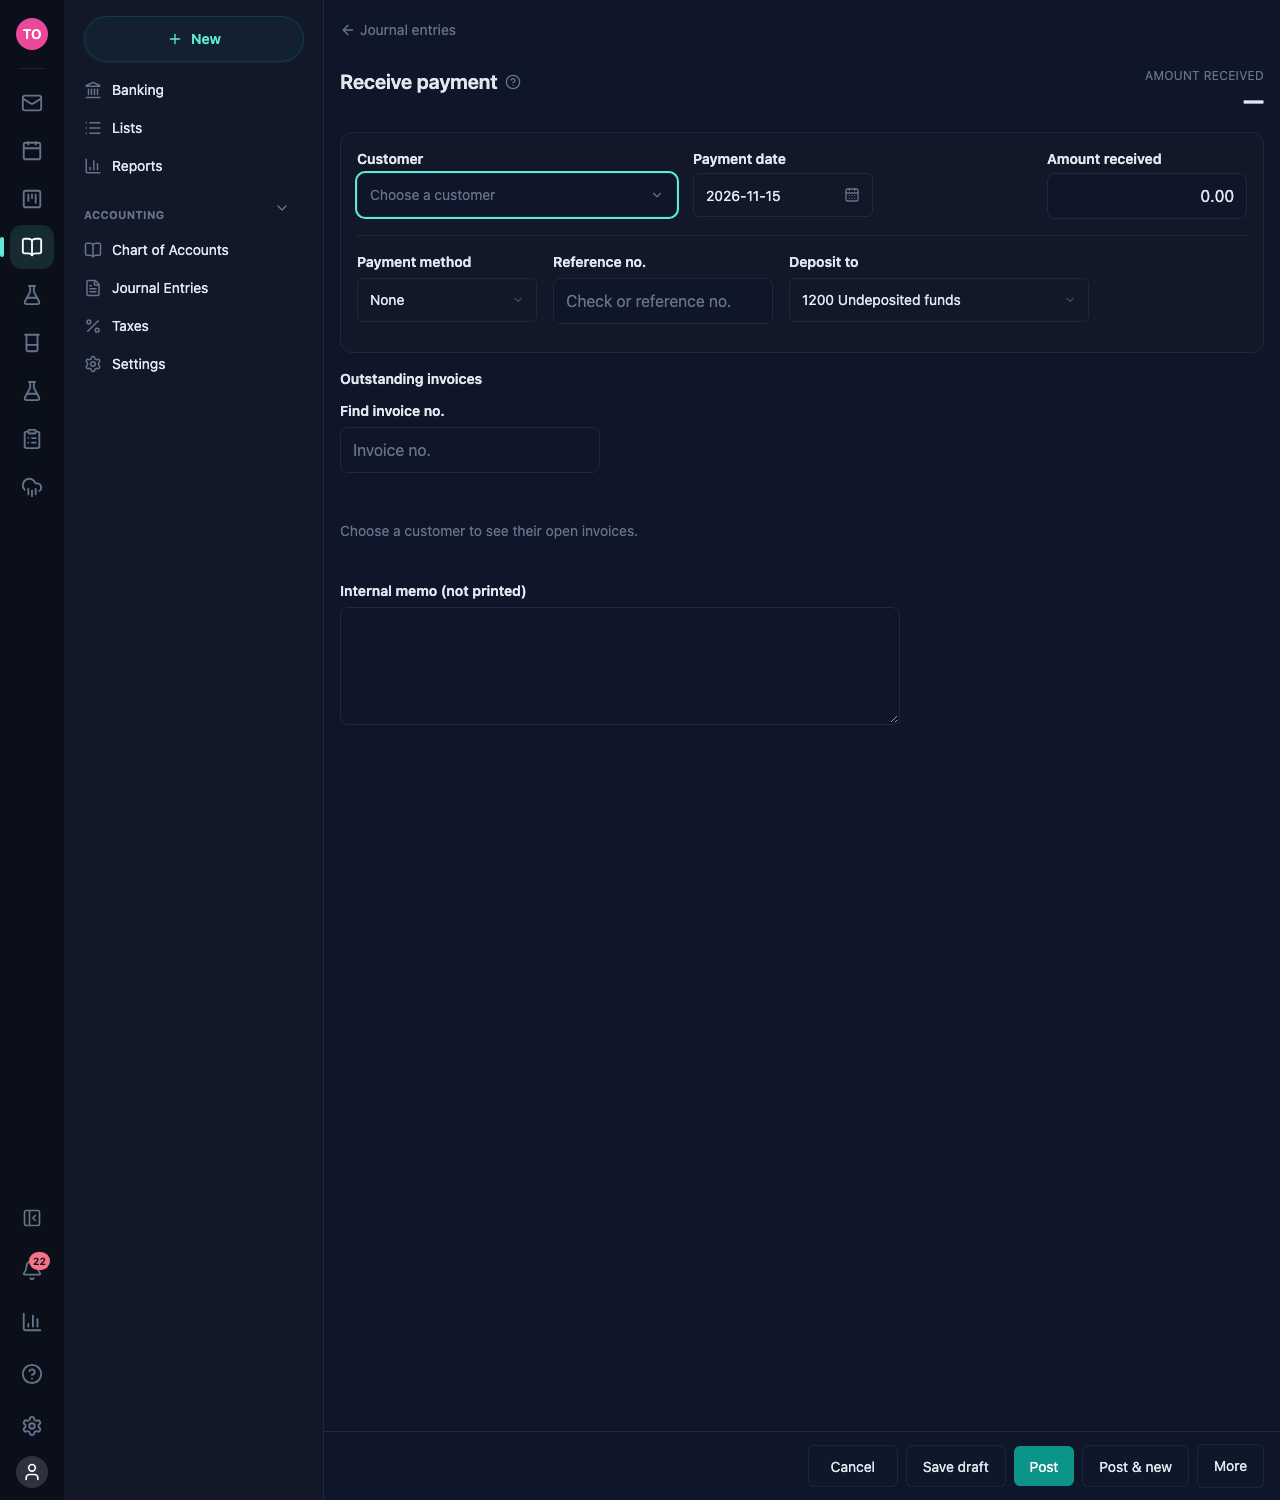 TO
New
Banking
Lists
Reports
ACCOUNTING
Chart of Accounts
Journal Entries
Taxes
Settings
22
Journal entries
Receive payment
AMOUNT RECEIVED
—
Customer
Payment date
Amount received
Choose a customer
2026-11-15
0.00
Payment method
Reference no.
Deposit to
None
Check or reference no.
1200 Undeposited funds
Outstanding invoices
Find invoice no.
Invoice no.
Choose a customer to see their open invoices.
Internal memo (not printed)
Cancel
Save draft
Post
Post & new
More